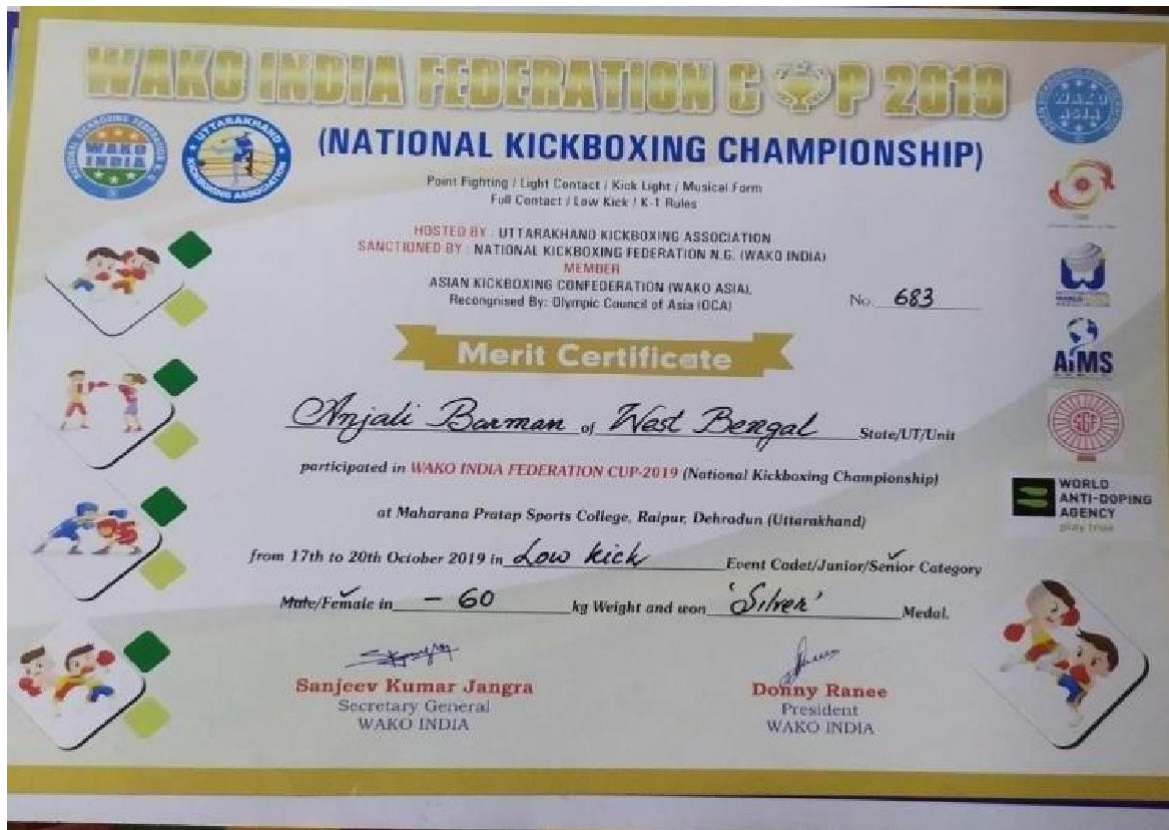 WAKO INDIA FEDERATION CUP 2019
(NATIONAL KICKBOXING CHAMPIONSHIP)
Point Fighting / Light Contact / Kick Light / Musical Form
Full Contact / Low Kick / K-1 Rules
HOSTED BY : UTTARAKHAND KICKBOXING ASSOCIATION
SANCTIONED BY : NATIONAL KICKBOXING FEDERATION N.G. (WAKO INDIA)
MEMBER
ASIAN KICKBOXING CONFEDERATION (WAKO ASIA),
Recongnised By: Olympic Council of Asia (OCA)
No. 683
Merit Certificate
Anjali Barman of West Bengal State/UT/Unit
participated in WAKO INDIA FEDERATION CUP-2019 (National Kickboxing Championship)
at Maharana Pratap Sports College, Raipur, Dehradun (Uttarakhand)
from 17th to 20th October 2019 in Low kick Event Cadet/Junior/Senior Category
Male/Female in - 60 kg Weight and won 'Silver' Medal.
Sanjeev Kumar Jangra
Secretary General
WAKO INDIA
Donny Ranee
President
WAKO INDIA
WAKO INDIA
UTTARAKHAND
KICKBOXING ASSOCIATION
WAKO
ASIA
AIMS
SGF
WORLD
ANTI-DOPING
AGENCY
play true